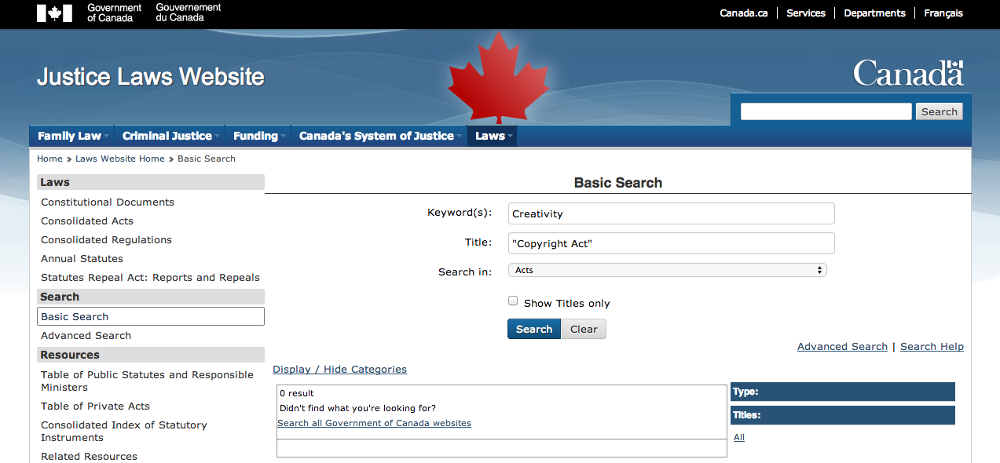 Government of Canada
Gouvernement du Canada
Canada.ca
Services
Departments
Français
Justice Laws Website
Canada
Search
Family Law
Criminal Justice
Funding
Canada's System of Justice
Laws
Home » Laws Website Home » Basic Search
Laws
Constitutional Documents
Consolidated Acts
Consolidated Regulations
Annual Statutes
Statutes Repeal Act: Reports and Repeals
Search
Basic Search
Advanced Search
Resources
Table of Public Statutes and Responsible
Ministers
Table of Private Acts
Consolidated Index of Statutory
Instruments
Related Resources
Basic Search
Keyword(s): Creativity
Title: "Copyright Act"
Search in: Acts
Show Titles only
Search Clear
Advanced Search | Search Help
Display / Hide Categories
0 result
Didn't find what you're looking for?
Search all Government of Canada websites
Type:
Titles:
All